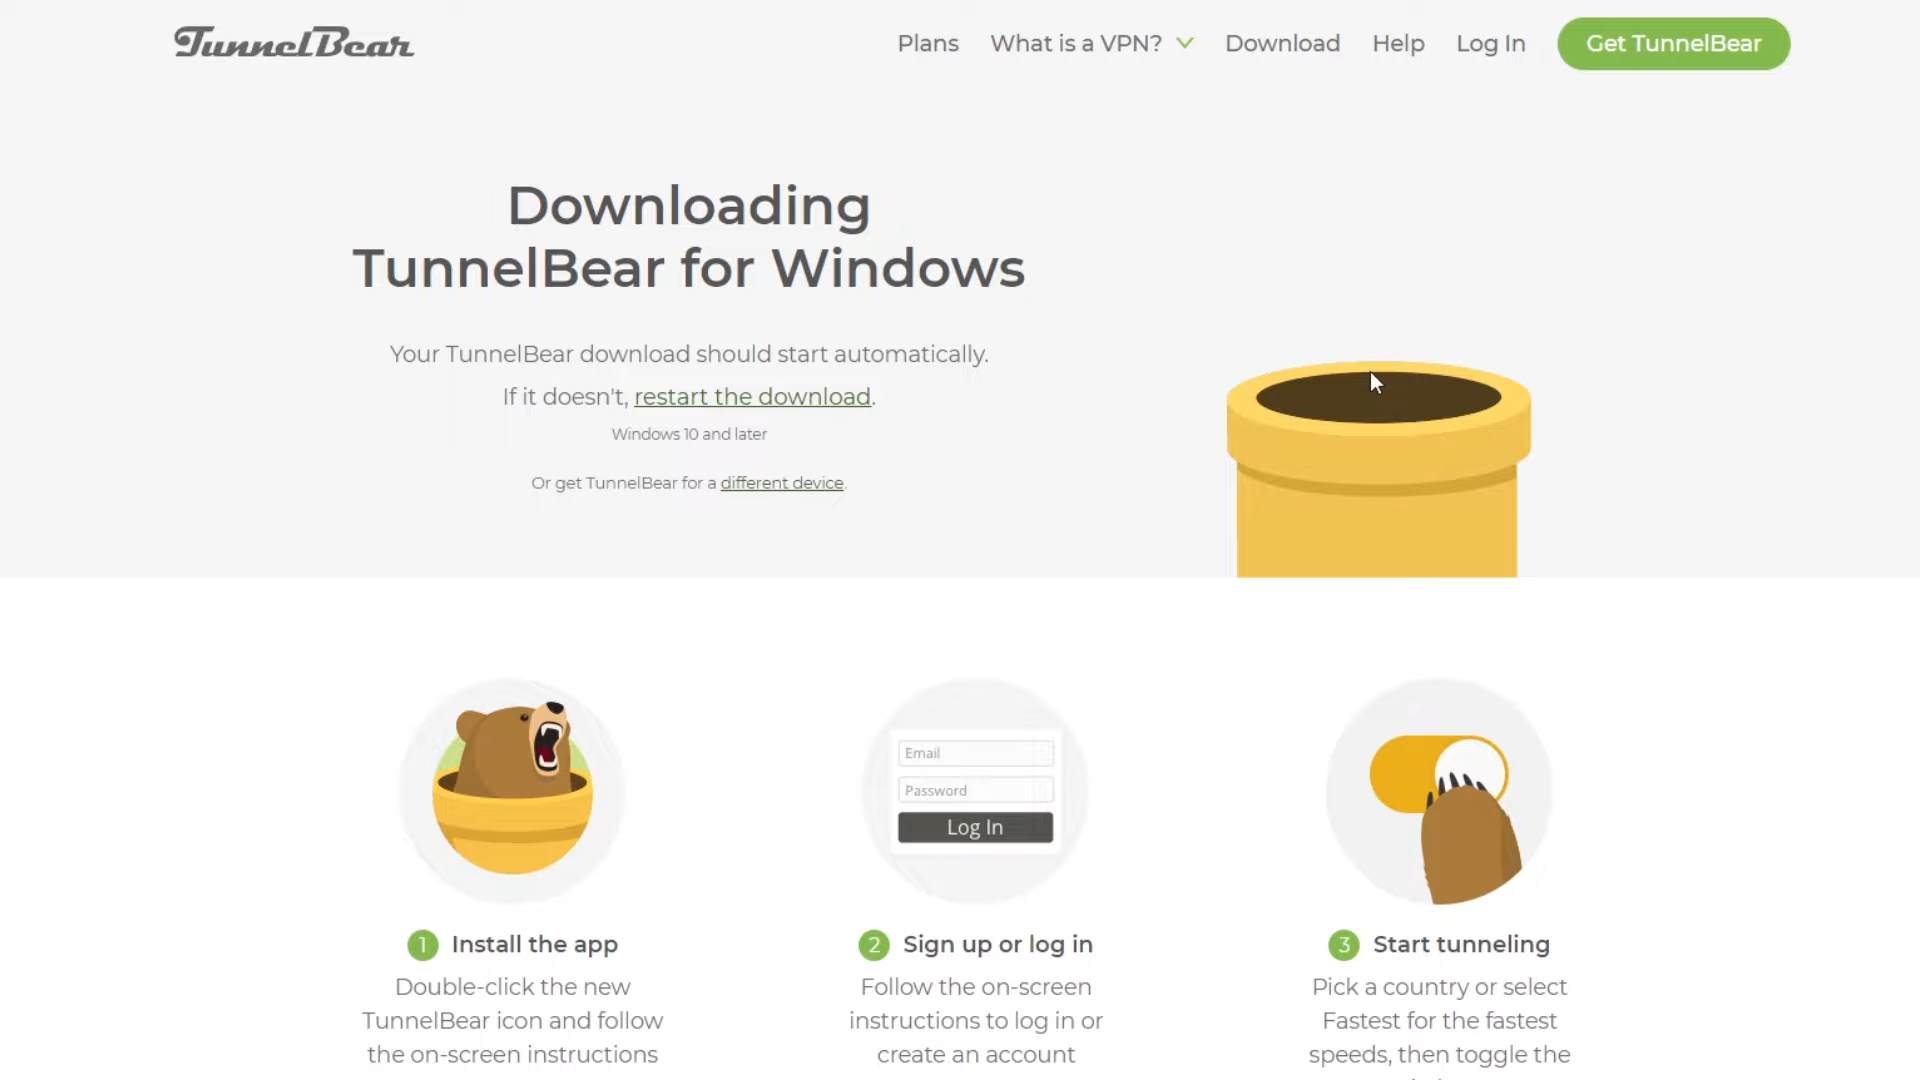 TunnelBear
Plans What is a VPN? Download Help Log In Get TunnelBear
Downloading
TunnelBear for Windows
Your TunnelBear download should start automatically.
If it doesn't, restart the download.
Windows 10 and later
Or get TunnelBear for a different device.
Email
Password
Log In
1 Install the app
Double-click the new
TunnelBear icon and follow
the on-screen instructions
2 Sign up or log in
Follow the on-screen
instructions to log in or
create an account
3 Start tunneling
Pick a country or select
Fastest for the fastest
speeds, then toggle the